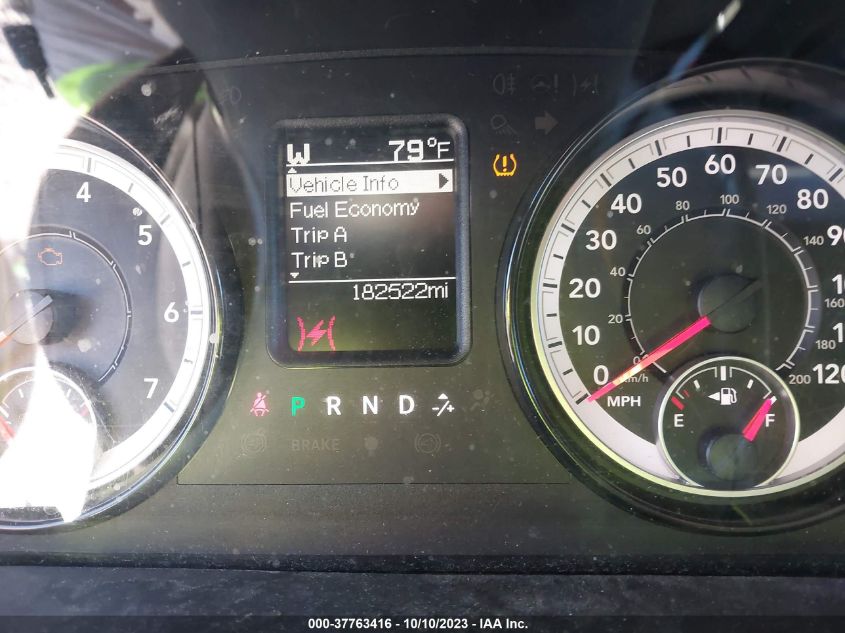 W 79°F
Vehicle Info
Fuel Economy
Trip A
Trip B
182522mi
P R N D
BRAKE
4
5
6
7
0
20
30
40
50
60
70
80
120
0
20
40
60
80
100
120
140
160
180
200
km/h
MPH
E F
000-37763416 - 10/10/2023 - IAA Inc.